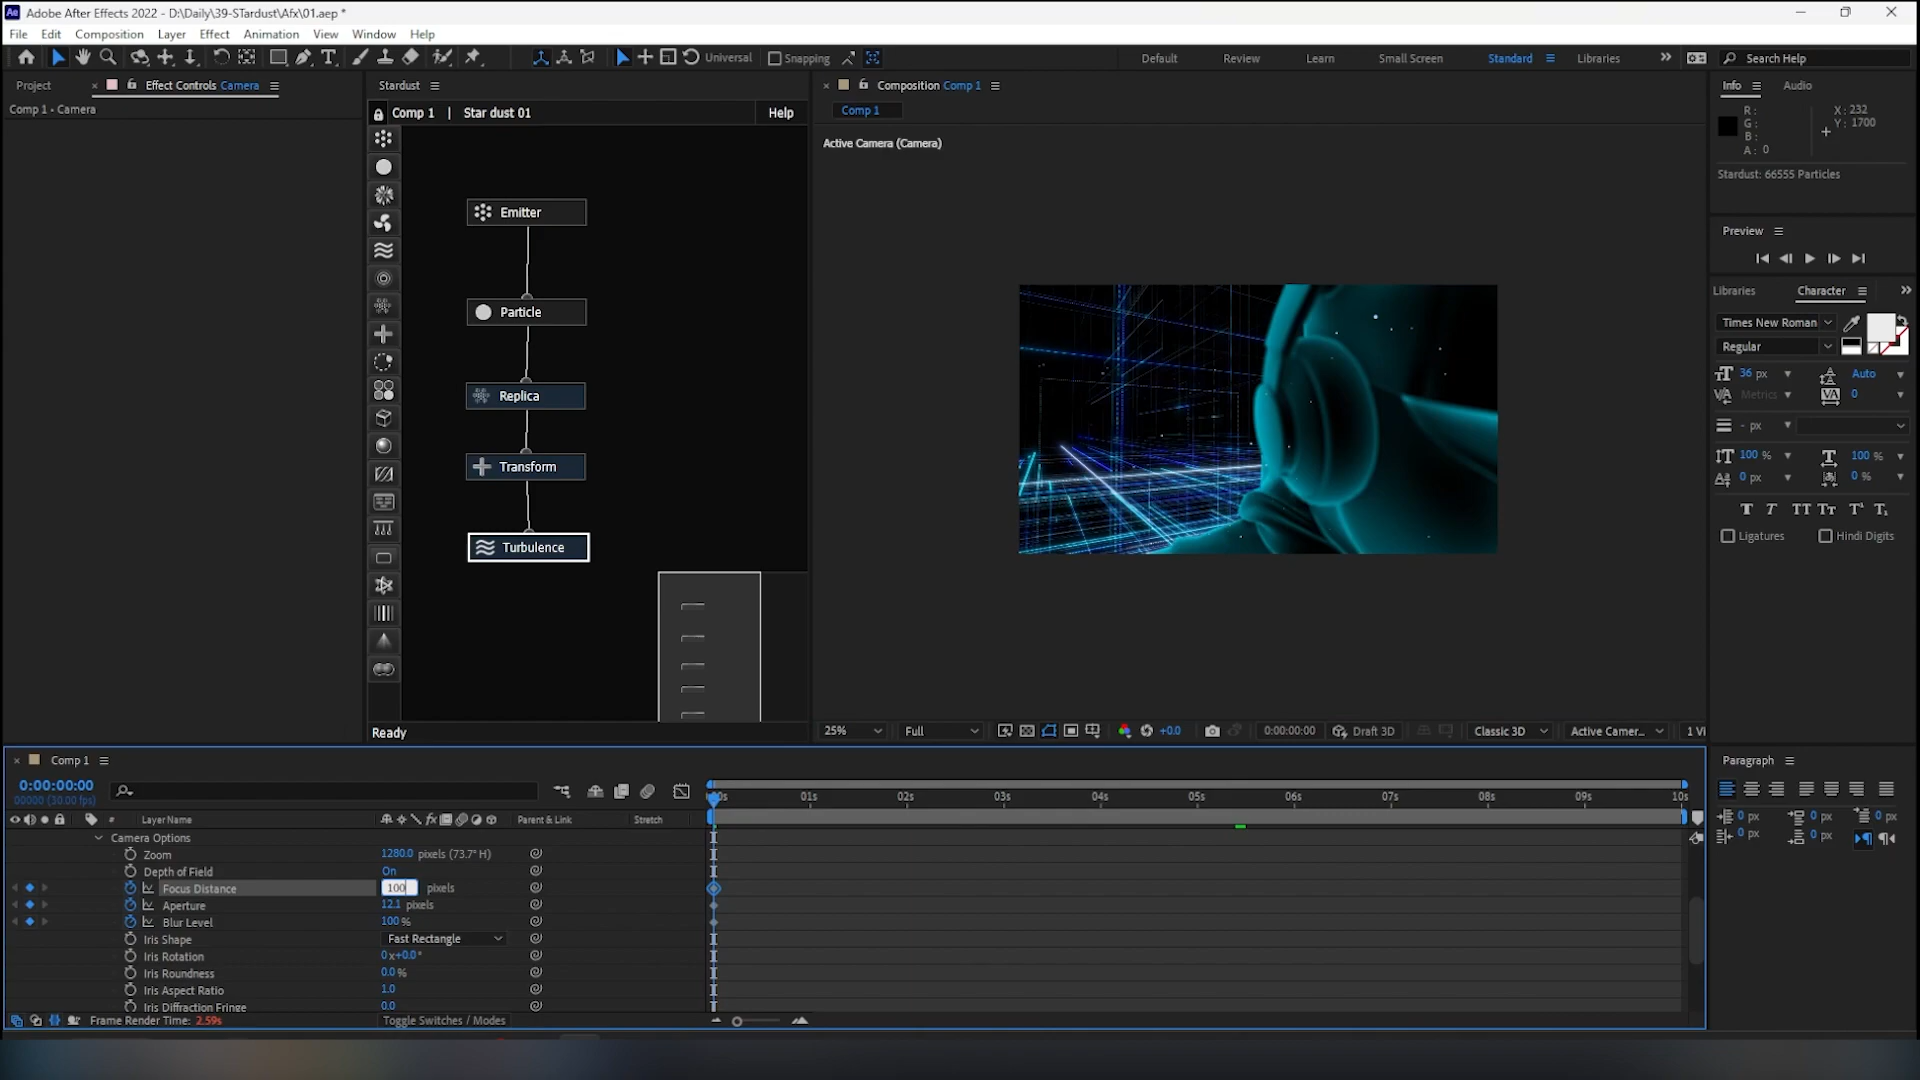 Ae Adobe After Effects 2022 - D:\Daily\39-STardust\Afx\01.aep *
File Edit Composition Layer Effect Animation View Window Help
Universal Snapping Default Review Learn Small Screen Standard Libraries Search Help
Project Effect Controls Camera
Comp 1 • Camera
Stardust
Comp 1 | Star dust 01 Help
Emitter
Particle
Replica
Transform
Turbulence
Ready
Composition Comp 1
Comp 1
Active Camera (Camera)
25% Full +0.0 0:00:00:00 Draft 3D Classic 3D Active Camer... 1 Vi
Info Audio
R: X: 232
G: Y: 1700
B:
A: 0
Stardust: 66555 Particles
Preview
Libraries Character
Times New Roman
Regular
36 px Auto
Metrics 0
- px
100 % 100 %
0 px 0 %
Ligatures Hindi Digits
Paragraph
0 px 0 px 0 px
0 px 0 px
Comp 1
0:00:00:00
00000 (30.00 fps)
# Layer Name Parent & Link Stretch
01s 02s 03s 04s 05s 06s 07s 08s 09s 10s
Camera Options
Zoom 1280.0 pixels (73.7° H)
Depth of Field On
Focus Distance 100 pixels
Aperture 12.1 pixels
Blur Level 100 %
Iris Shape Fast Rectangle
Iris Rotation 0x+0.0°
Iris Roundness 0.0 %
Iris Aspect Ratio 1.0
Iris Diffraction Fringe 0.0
Frame Render Time: 2.59s Toggle Switches / Modes